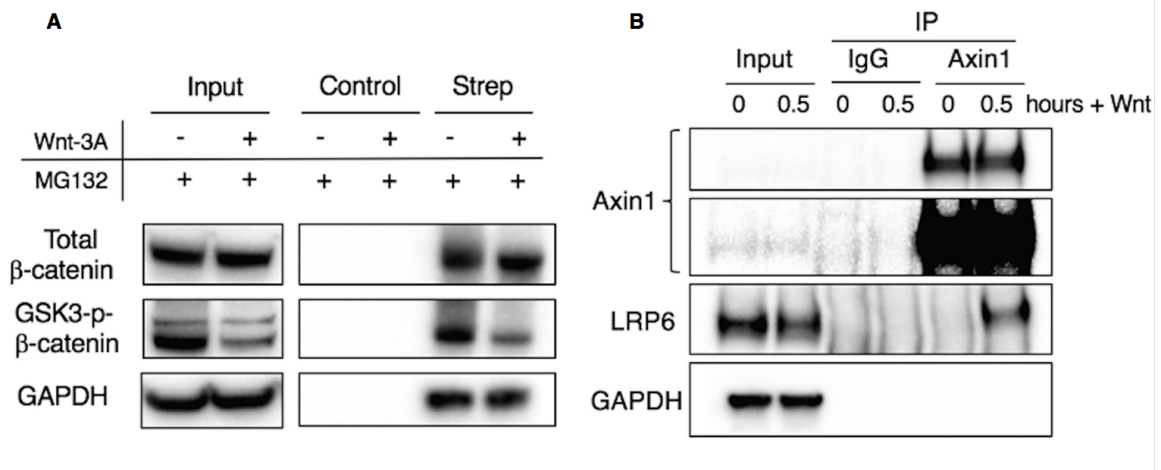 A
Input Control Strep
Wnt-3A - + - + - +
MG132 + + + + + +
Total
β-catenin
GSK3-p-
β-catenin
GAPDH
B
IP
Input IgG Axin1
0 0.5 0 0.5 0 0.5 hours + Wnt
Axin1
LRP6
GAPDH